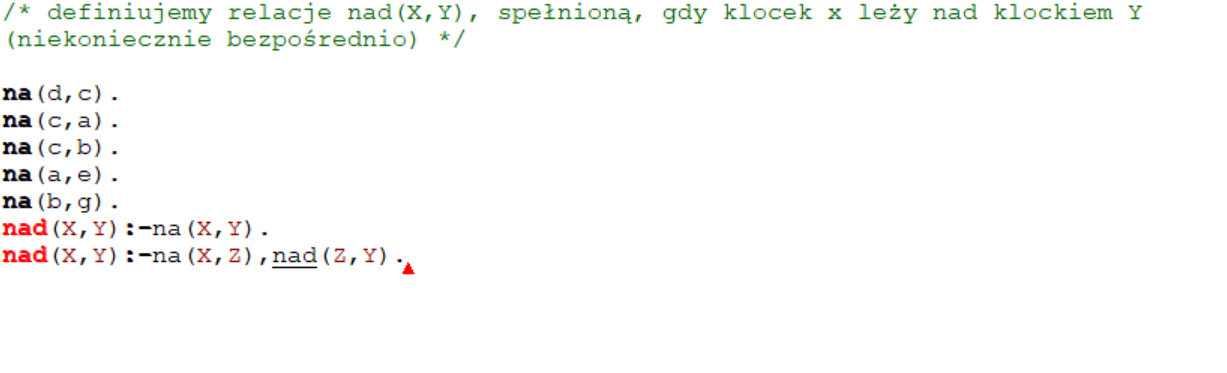 /* definiujemy relacje nad(X,Y), spełnioną, gdy klocek x leży nad klockiem Y
(niekoniecznie bezpośrednio) */
na(d,c).
na(c,a).
na(c,b).
na(a,e).
na(b,g).
nad(X,Y):-na(X,Y).
nad(X,Y):-na(X,Z),nad(Z,Y).